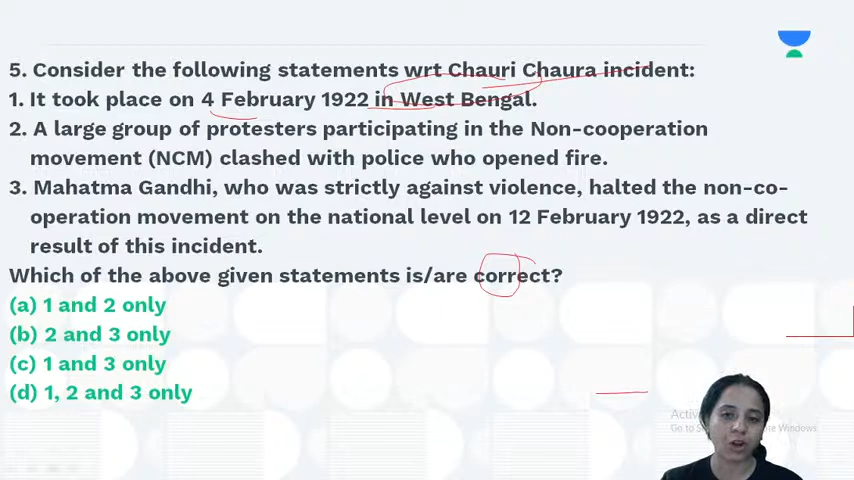 5. Consider the following statements wrt Chauri Chaura incident:
1. It took place on 4 February 1922 in West Bengal.
2. A large group of protesters participating in the Non-cooperation
movement (NCM) clashed with police who opened fire.
3. Mahatma Gandhi, who was strictly against violence, halted the non-co-
operation movement on the national level on 12 February 1922, as a direct
result of this incident.
Which of the above given statements is/are correct?
(a) 1 and 2 only
(b) 2 and 3 only
(c) 1 and 3 only
(d) 1, 2 and 3 only
Go to
Windows.